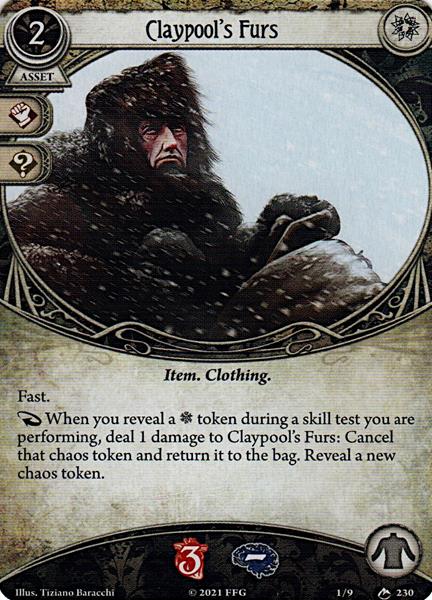 2
Claypool's Furs
ASSET
?
Item. Clothing.
Fast.
When you reveal a token during a skill test you are
performing, deal 1 damage to Claypool's Furs: Cancel
that chaos token and return it to the bag. Reveal a new
chaos token.
3
–
Illus. Tiziano Baracchi
© 2021 FFG
1/9
230